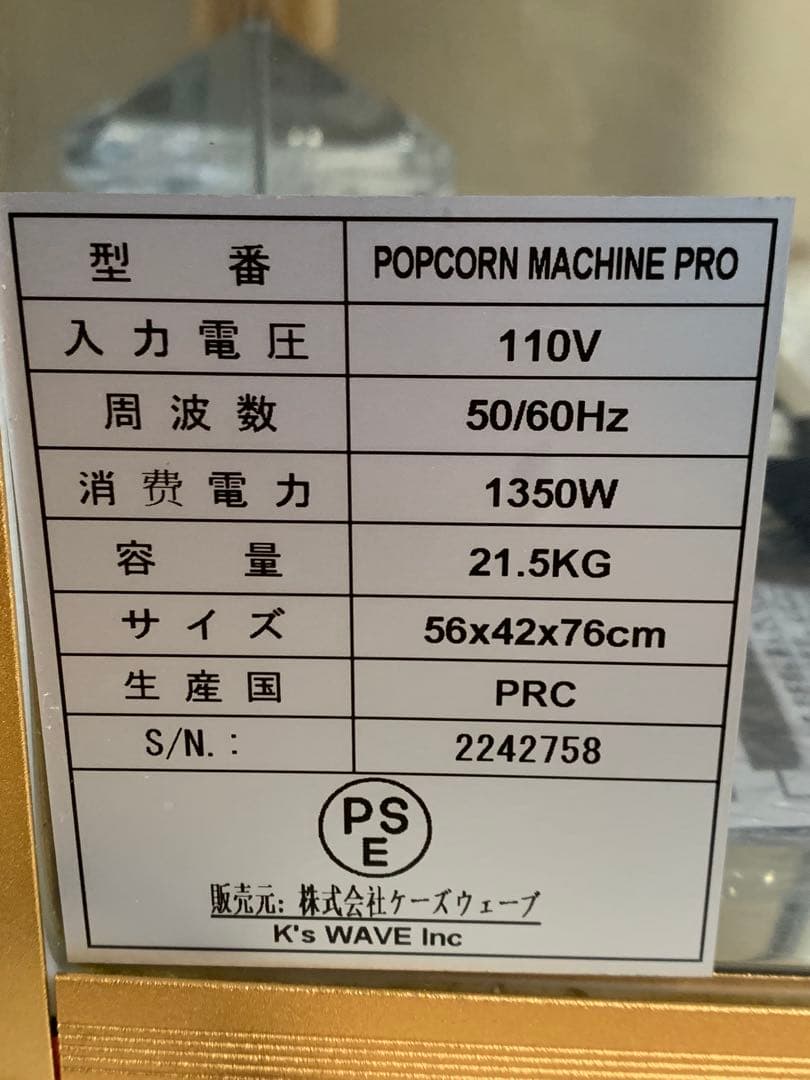 型番 POPCORN MACHINE PRO
入力電圧 110V
周波数 50/60Hz
消費電力 1350W
容量 21.5KG
サイズ 56x42x76cm
生産国 PRC
S/N.: 2242758
PS
E
販売元: 株式会社ケーズウェーブ
K's WAVE Inc